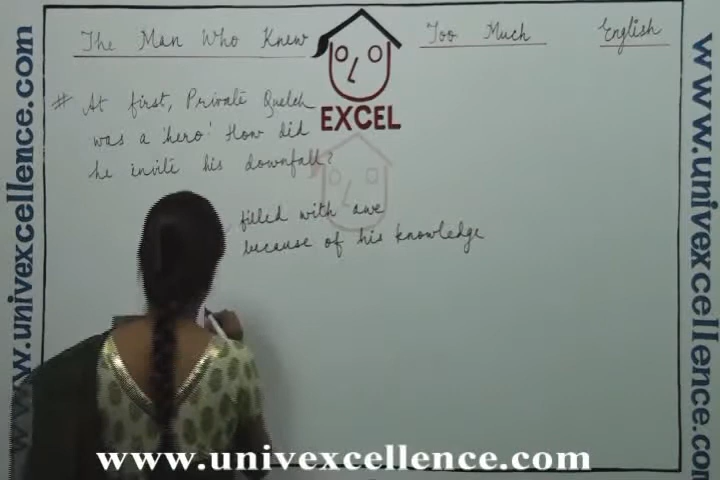 The Man Who Knew Too Much English
EXCEL
# At first, Private Quelch
was a 'hero' How did
he invite his downfall?
filled with awe
because of his knowledge
www.univexcellence.com
www.univexcellence.com
www.univexcellence.com